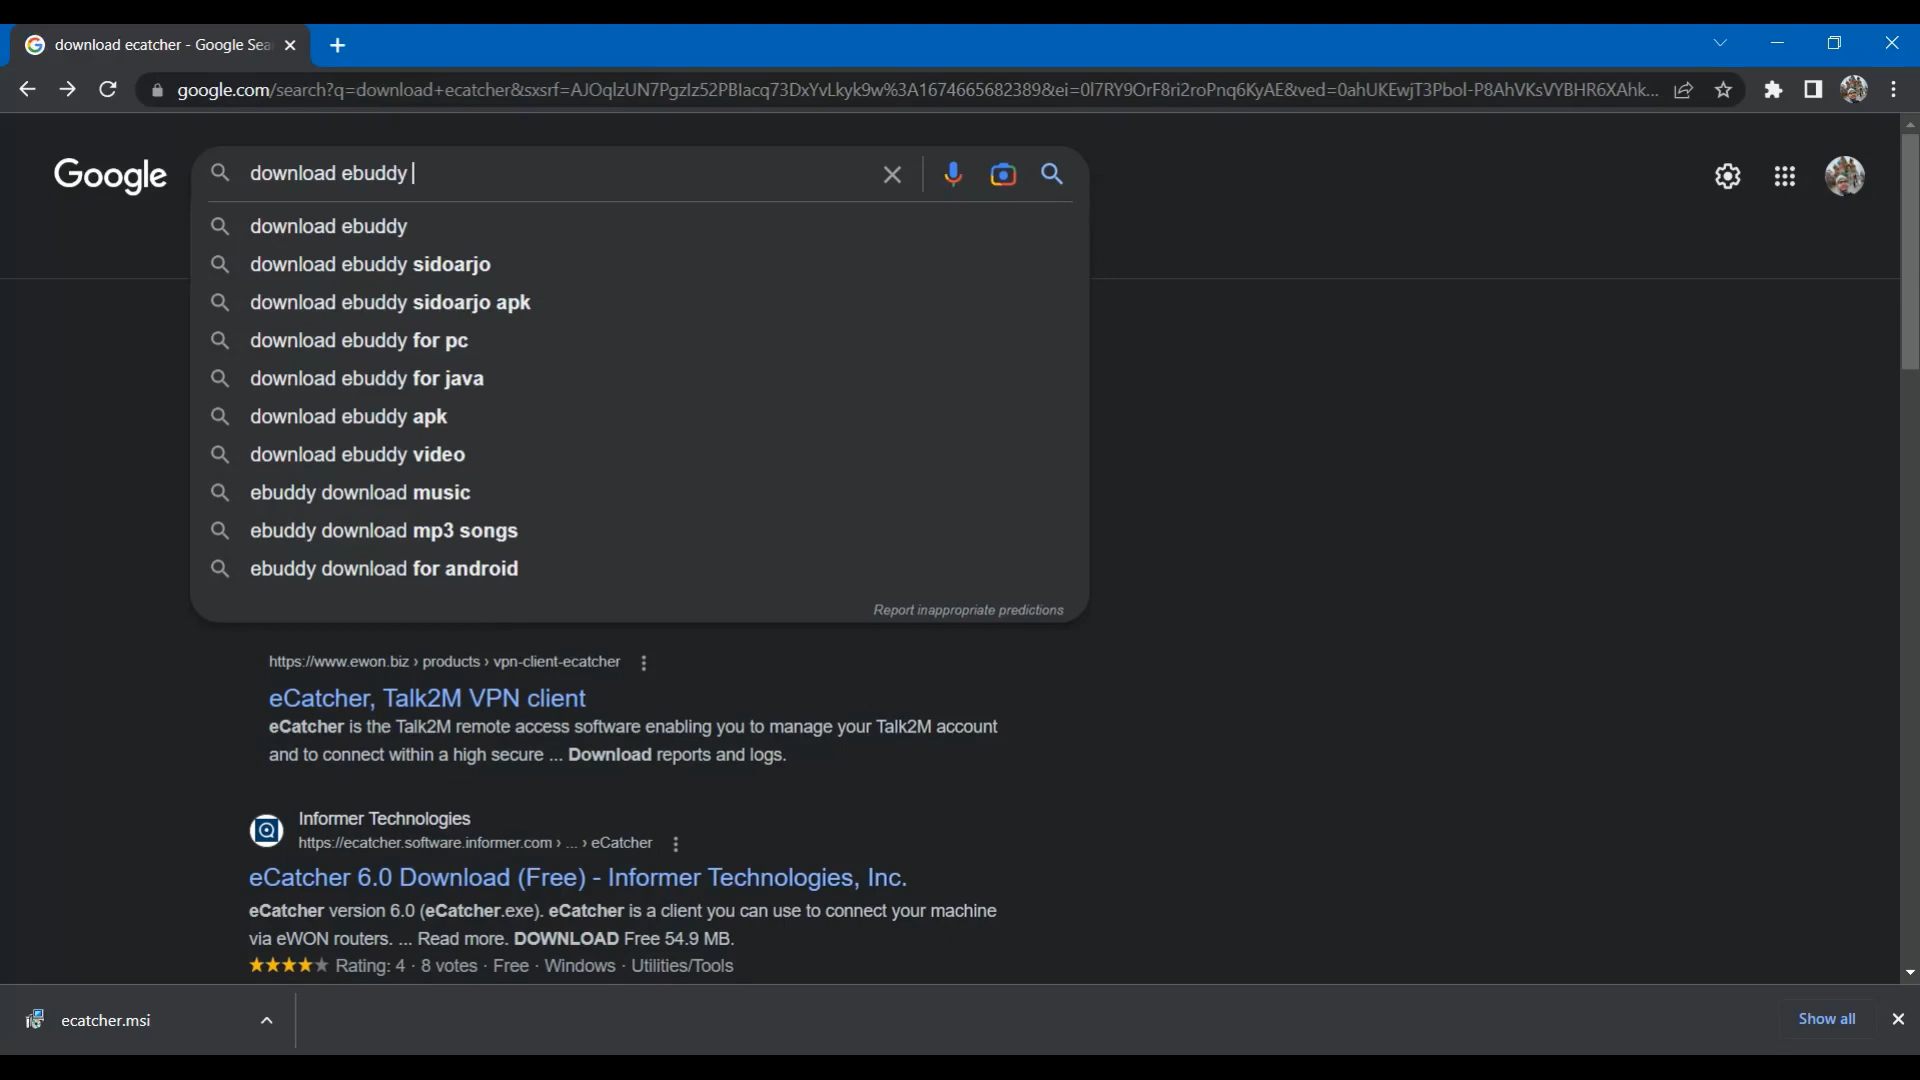 download ecatcher - Google Sea
google.com/search?q=download+ecatcher&sxsrf=AJOqlzUN7PgzIz52PBIacq73DxYvLkyk9w%3A1674665682389&ei=0l7RY9OrF8ri2roPnq6KyAE&ved=0ahUKEwjT3Pbol-P8AhVKsVYBHR6XAhk...
Google
download ebuddy
download ebuddy
download ebuddy sidoarjo
download ebuddy sidoarjo apk
download ebuddy for pc
download ebuddy for java
download ebuddy apk
download ebuddy video
ebuddy download music
ebuddy download mp3 songs
ebuddy download for android
Report inappropriate predictions
https://www.ewon.biz › products › vpn-client-ecatcher
eCatcher, Talk2M VPN client
eCatcher is the Talk2M remote access software enabling you to manage your Talk2M account
and to connect within a high secure ... Download reports and logs.
Informer Technologies
https://ecatcher.software.informer.com › ... › eCatcher
eCatcher 6.0 Download (Free) - Informer Technologies, Inc.
eCatcher version 6.0 (eCatcher.exe). eCatcher is a client you can use to connect your machine
via eWON routers. ... Read more. DOWNLOAD Free 54.9 MB.
Rating: 4 · 8 votes · Free · Windows · Utilities/Tools
ecatcher.msi
Show all